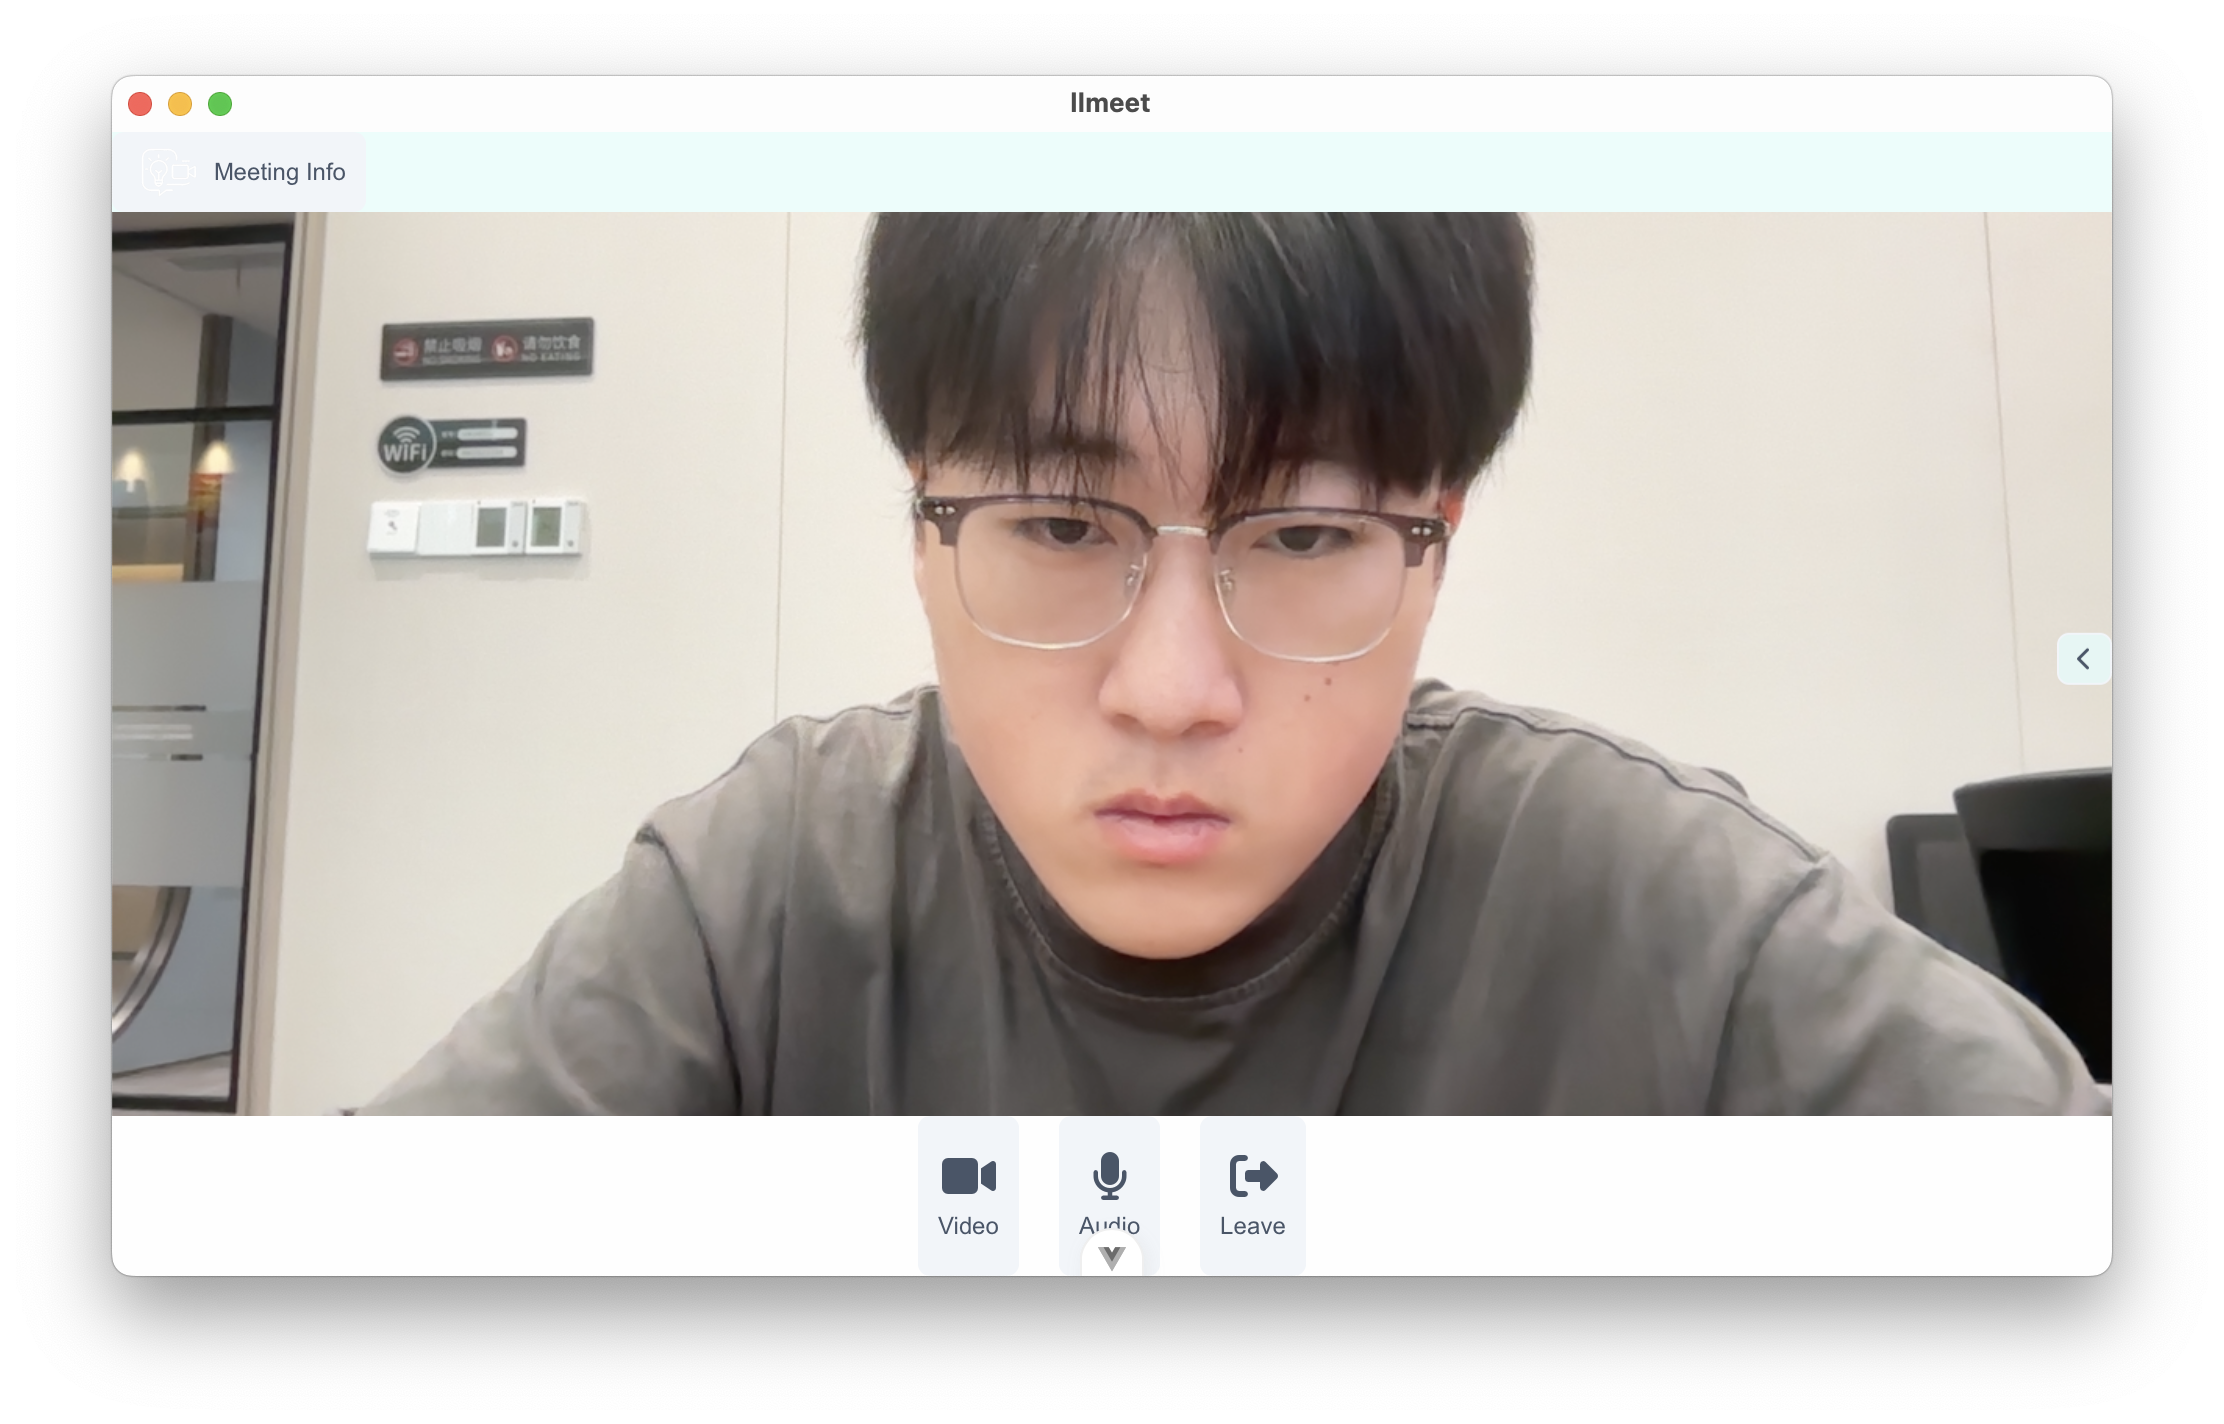 llmeet
Meeting Info
禁止吸烟 请勿饮食
NO SMOKING NO EATING
WiFi
Video
Audio
Leave